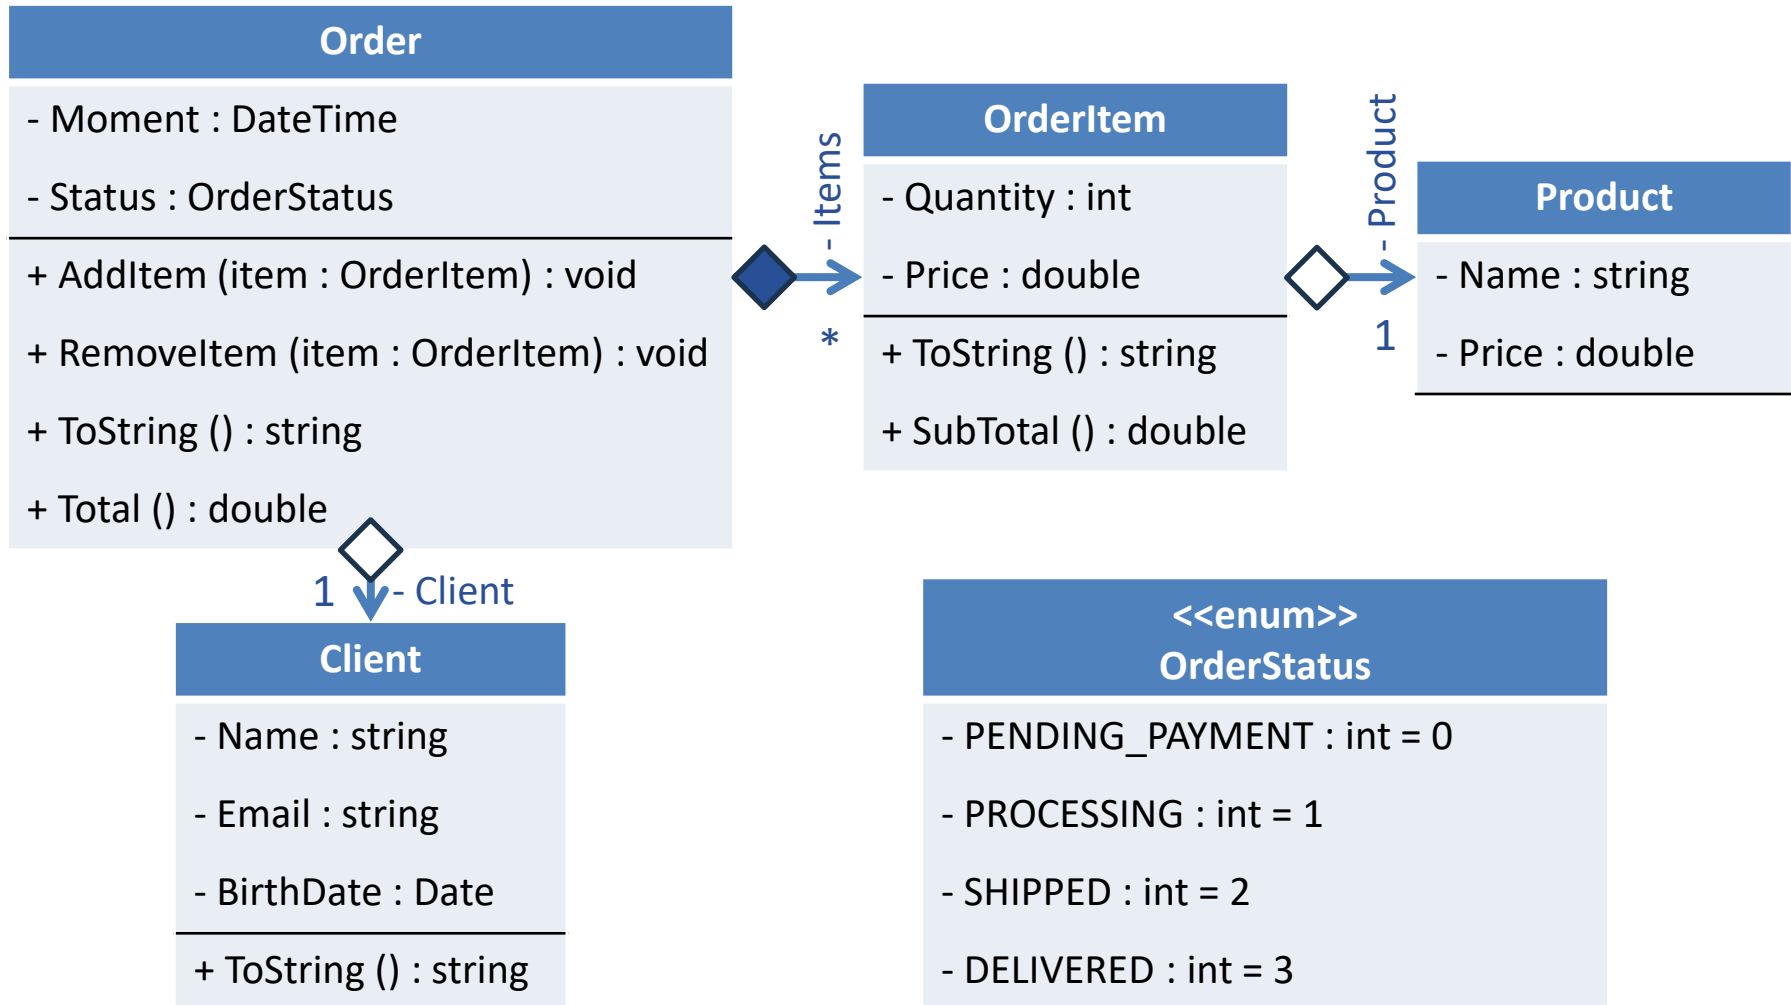 Order
- Moment : DateTime
- Status : OrderStatus
+ AddItem (item : OrderItem) : void
+ RemoveItem (item : OrderItem) : void
+ ToString () : string
+ Total () : double
- Items
*
OrderItem
- Quantity : int
- Price : double
+ ToString () : string
+ SubTotal () : double
- Product
1
Product
- Name : string
- Price : double
1
- Client
Client
- Name : string
- Email : string
- BirthDate : Date
+ ToString () : string
<<enum>>
OrderStatus
- PENDING_PAYMENT : int = 0
- PROCESSING : int = 1
- SHIPPED : int = 2
- DELIVERED : int = 3